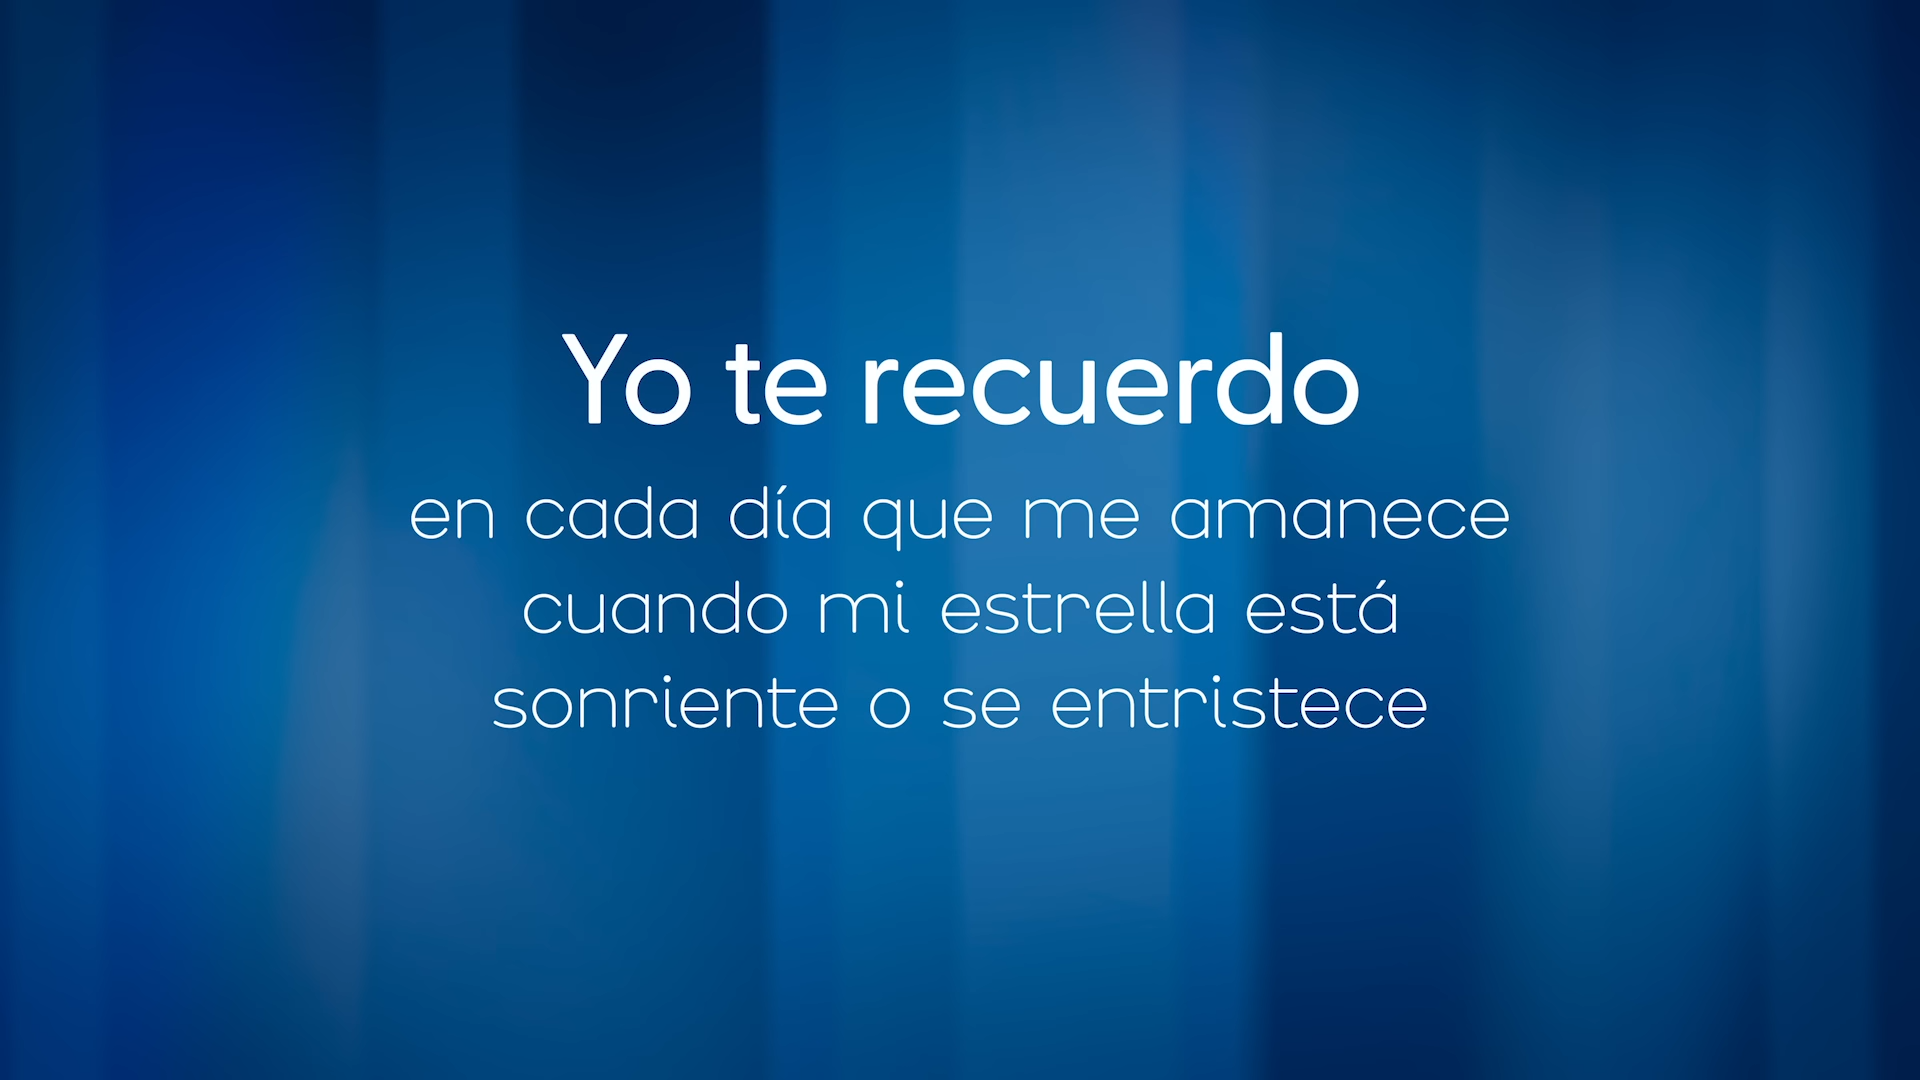 Yo te recuerdo
en cada día que me amanece
cuando mi estrella está
sonriente o se entristece